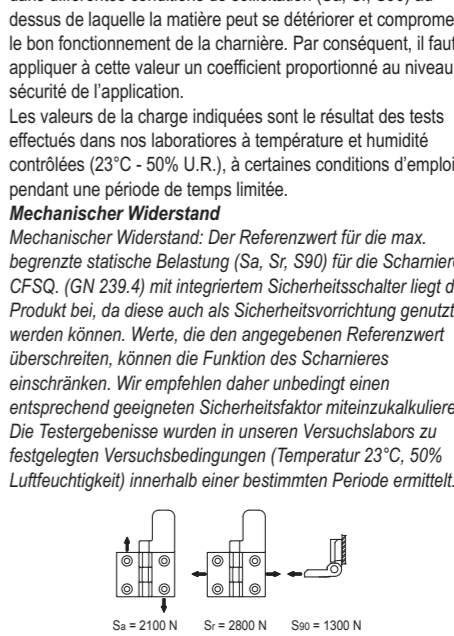 dans différentes conditions de sollicitation (Sa, Sr, S90) au
dessus de laquelle la matière peut se détériorer et comprome
le bon fonctionnement de la charnière. Par conséquent, il faut
appliquer à cette valeur un coefficient proportionné au niveau
sécurité de l'application.
Les valeurs de la charge indiquées sont le résultat des tests
effectués dans nos laboratiores à température et humidité
contrôlées (23°C - 50% U.R.), à certaines conditions d'emploi
pendant une période de temps limitée.
Mechanischer Widerstand
Mechanischer Widerstand: Der Referenzwert für die max.
begrenzte statische Belastung (Sa, Sr, S90) für die Scharniere
CFSQ. (GN 239.4) mit integriertem Sicherheitsschalter liegt d
Produkt bei, da diese auch als Sicherheitsvorrichtung genutzt
werden können. Werte, die den angegebenen Referenzwert
überschreiten, können die Funktion des Scharnieres
einschränken. Wir empfehlen daher unbedingt einen
entsprechend geeigneten Sicherheitsfaktor miteinzukalkuliere
Die Testergebnisse wurden in unseren Versuchslabors zu
festgelegten Versuchsbedingungen (Temperatur 23°C, 50%
Luftfeuchtigkeit) innerhalb einer bestimmten Periode ermittelt.
Sa = 2100 N Sr = 2800 N S90 = 1300 N